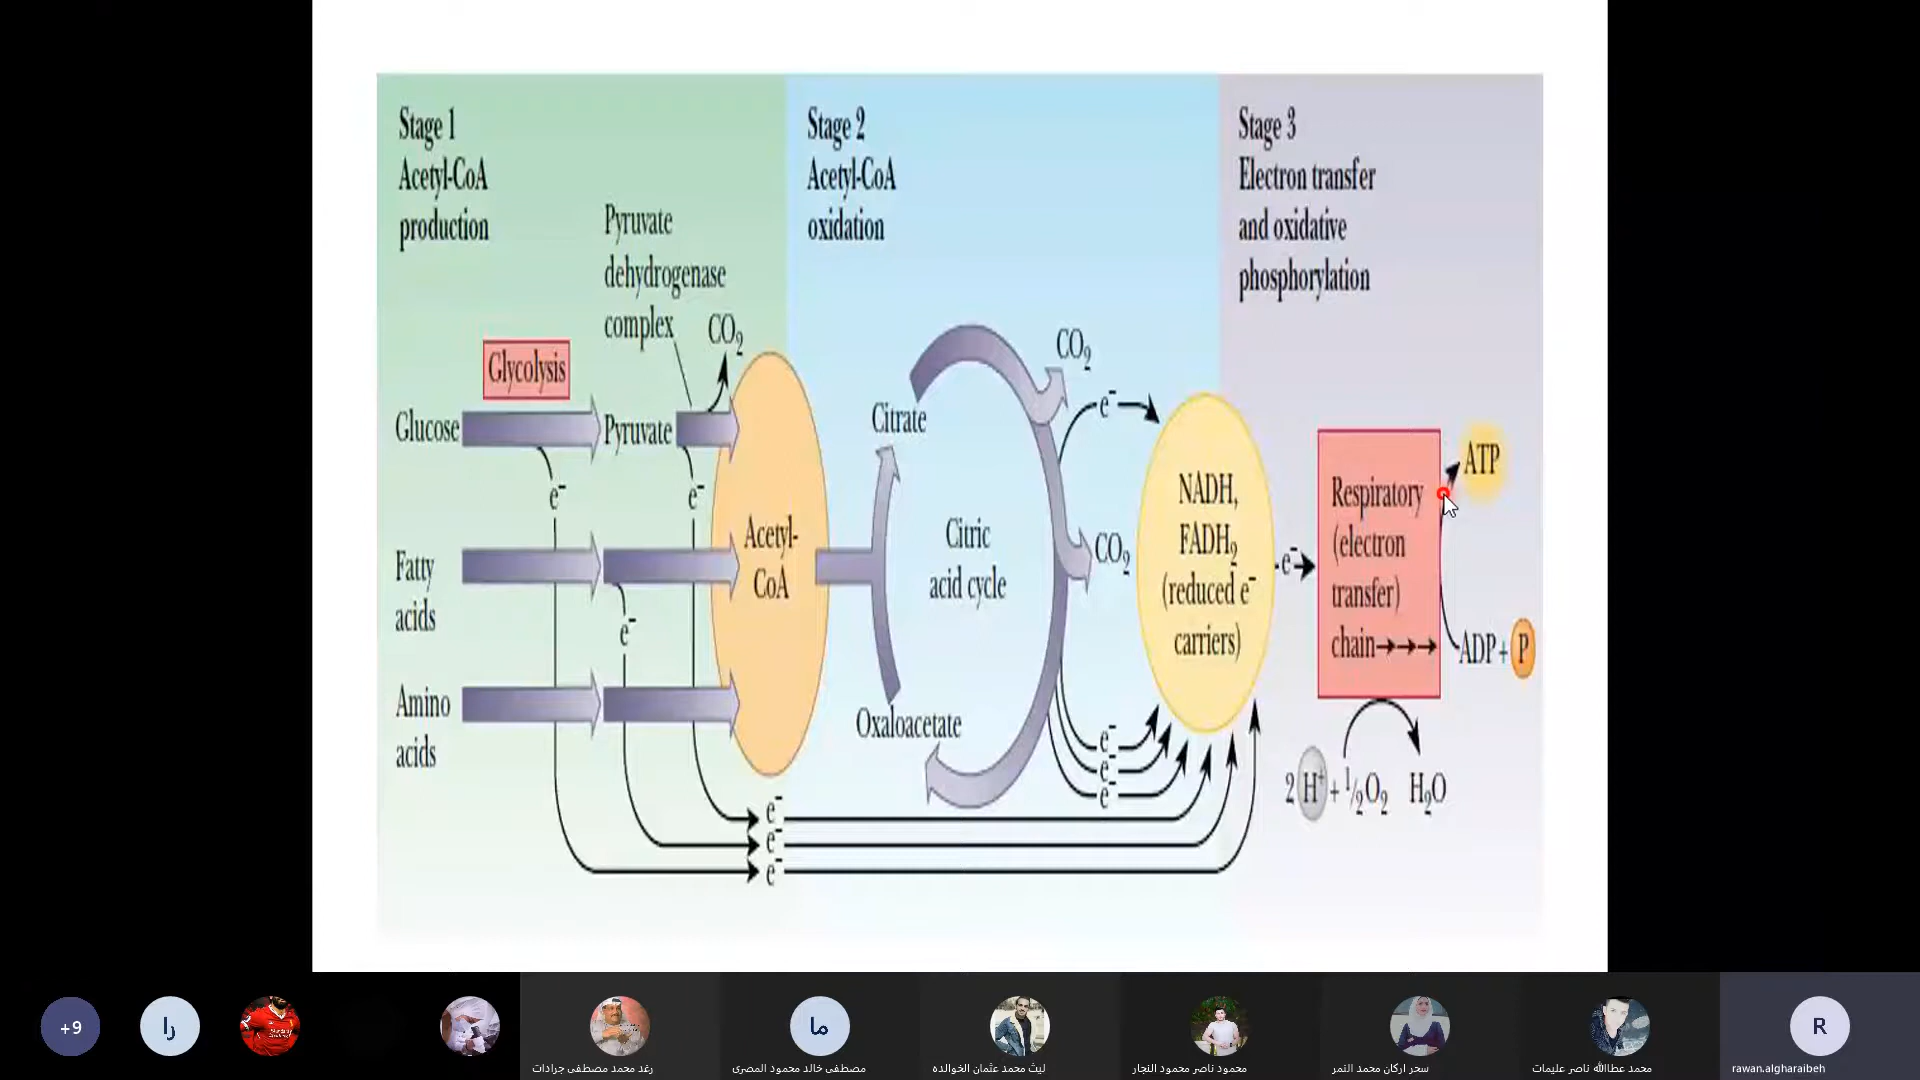 Stage 1
Acetyl-CoA
production
Stage 2
Acetyl-CoA
oxidation
Stage 3
Electron transfer
and oxidative
phosphorylation
Pyruvate
dehydrogenase
complex
CO2
Glycolysis
Glucose
Pyruvate
e−
e−
Fatty
acids
e−
Amino
acids
Acetyl-
CoA
Citrate
Citric
acid cycle
Oxaloacetate
CO2
e−
CO2
NADH,
FADH2
(reduced e−
carriers)
e−
e−
e−
e−
e−
e−
e−
Respiratory
(electron
transfer)
chain→→→
ATP
ADP + P
2 H+ + 1/2O2 H2O
+9
را
ما
R
رغد محمد مصطفى جرادات
مصطفى خالد محمود المصرى
ليث محمد عثمان الخوالده
محمود ناصر محمود النجار
سحر اركان محمد النمر
محمد عطاالله ناصر عليمات
rawan.algharaibeh